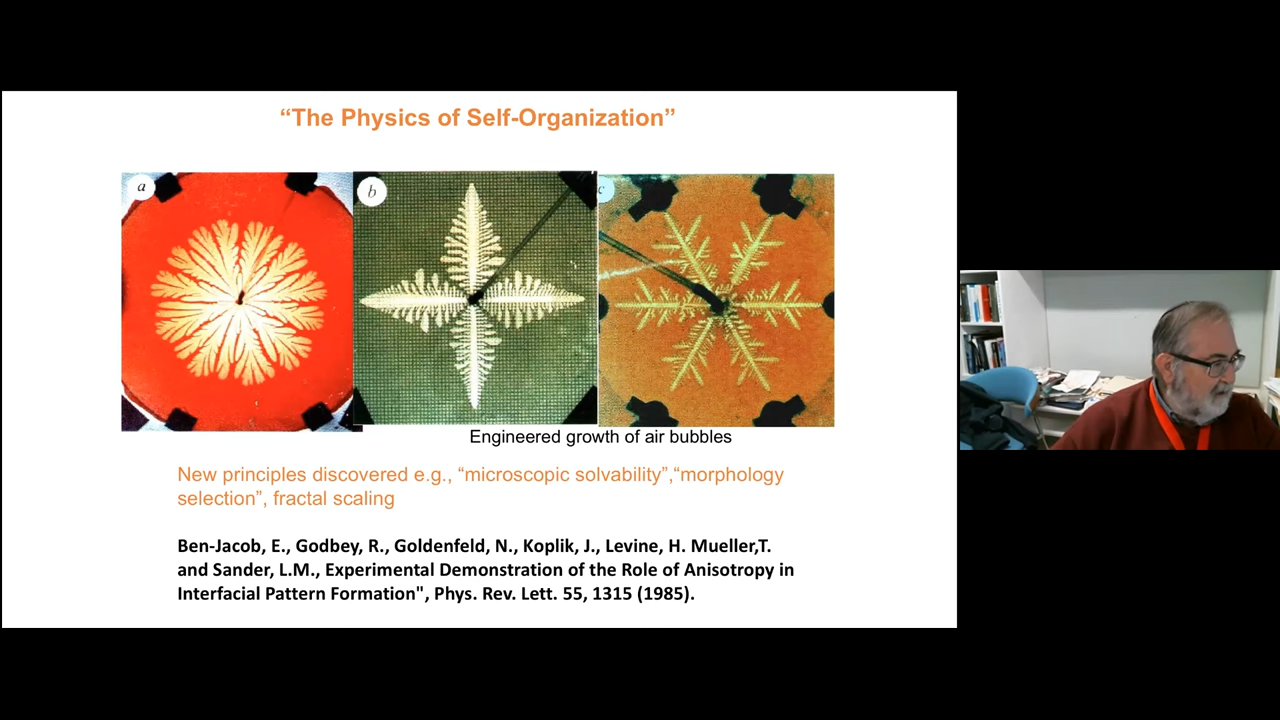 “The Physics of Self-Organization”
a
b
c
Engineered growth of air bubbles
New principles discovered e.g., “microscopic solvability”,“morphology
selection”, fractal scaling
Ben-Jacob, E., Godbey, R., Goldenfeld, N., Koplik, J., Levine, H. Mueller,T.
and Sander, L.M., Experimental Demonstration of the Role of Anisotropy in
Interfacial Pattern Formation", Phys. Rev. Lett. 55, 1315 (1985).